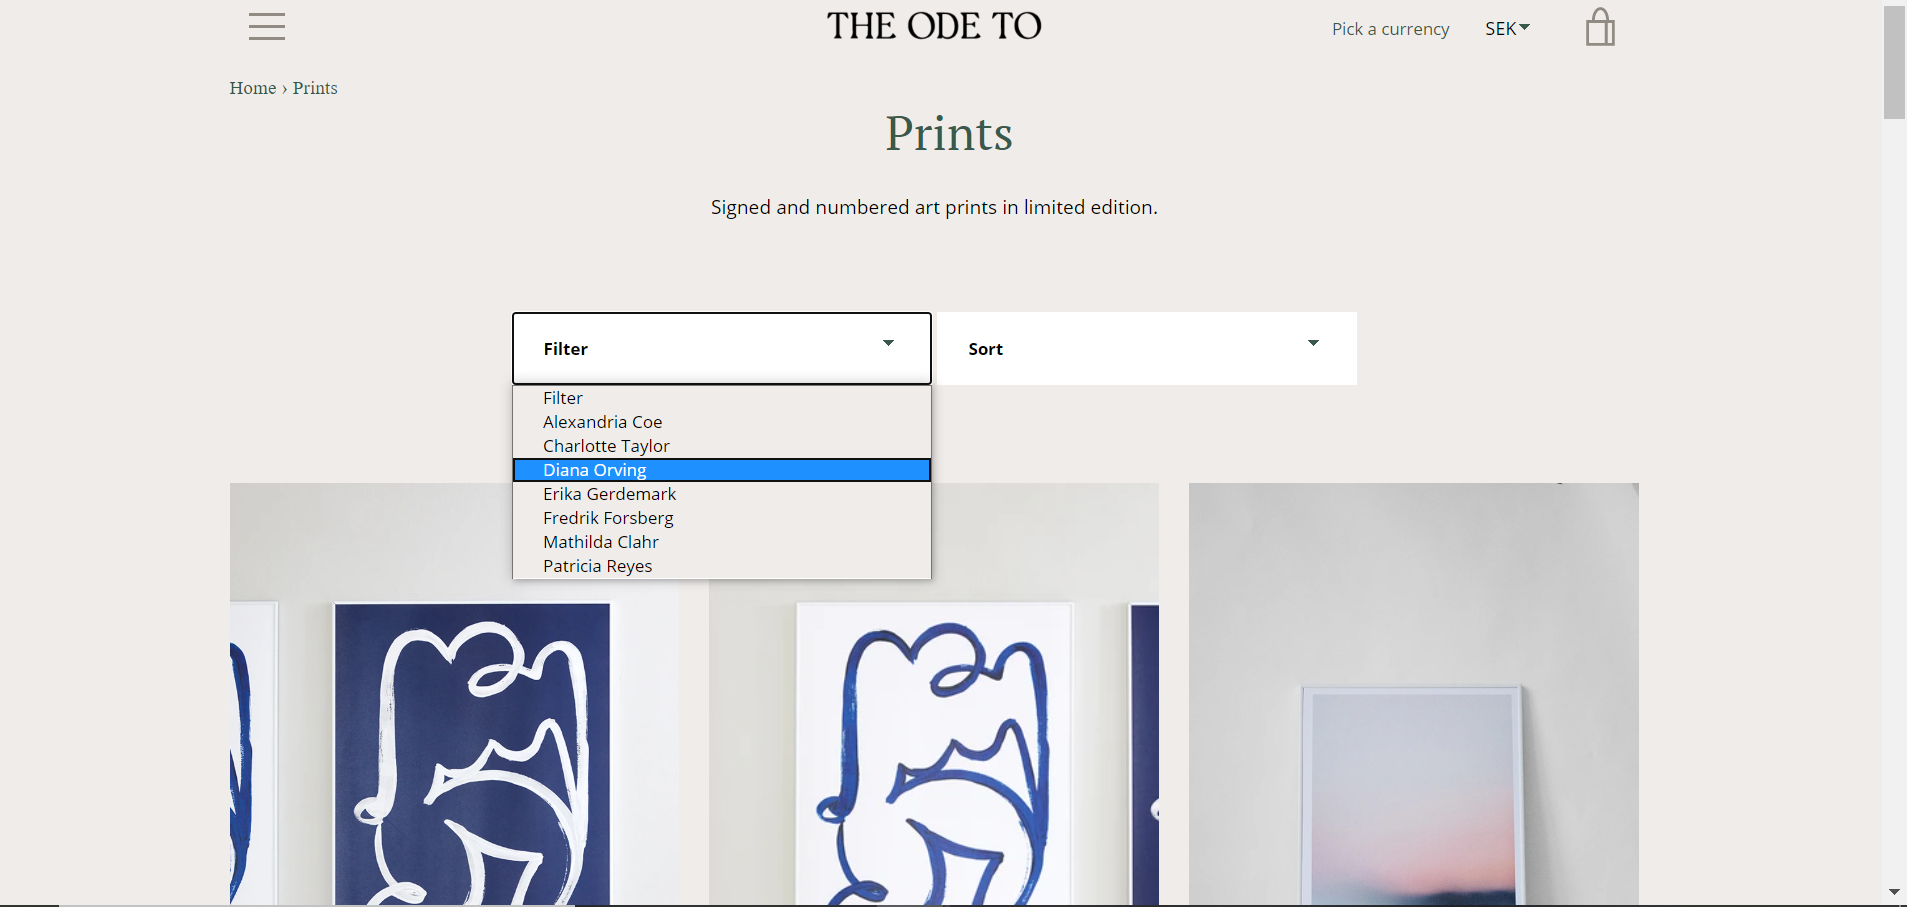 THE ODE TO
Pick a currency
SEK
Home › Prints
Prints
Signed and numbered art prints in limited edition.
Filter
Sort
Filter
Alexandria Coe
Charlotte Taylor
Diana Orving
Erika Gerdemark
Fredrik Forsberg
Mathilda Clahr
Patricia Reyes